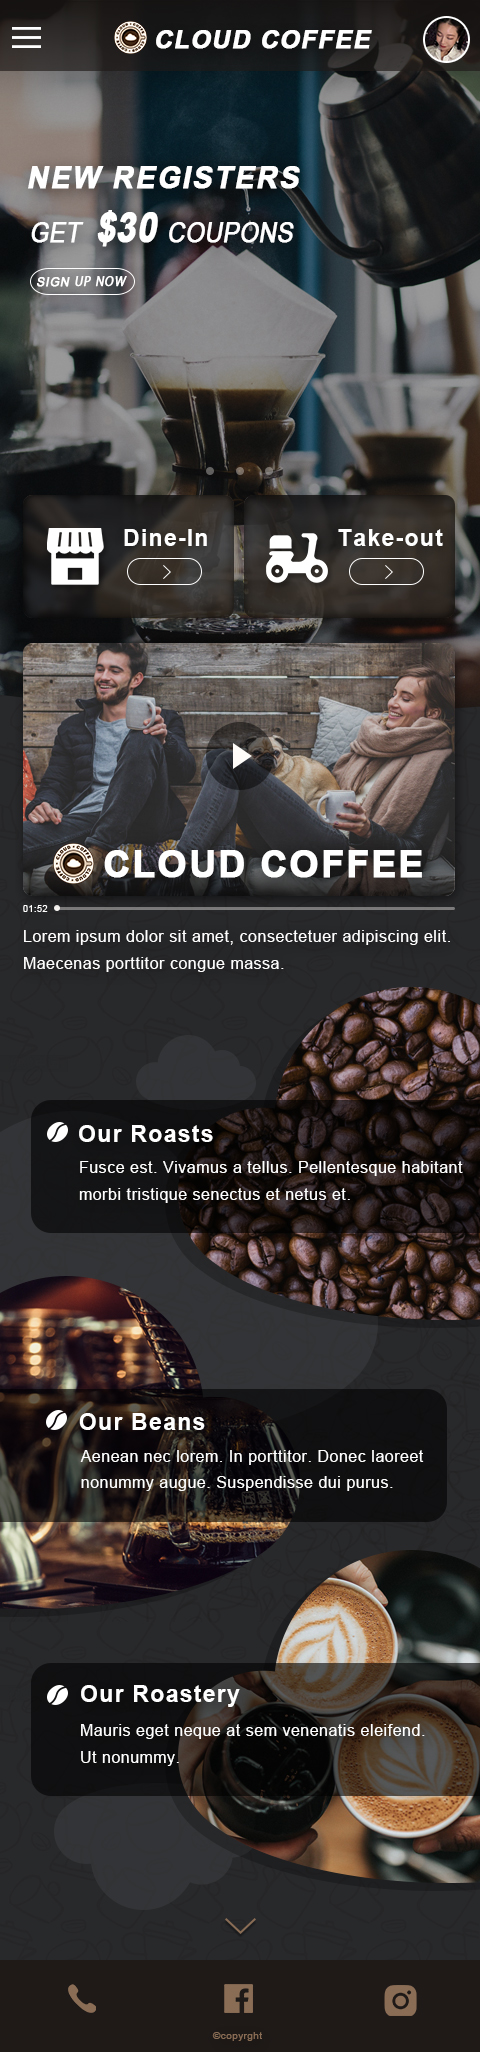 CLOUD COFFEE
NEW REGISTERS
GET $30 COUPONS
SIGN UP NOW
Dine-In
Take-out
CLOUD COFFEE
01:52
Lorem ipsum dolor sit amet, consectetuer adipiscing elit.
Maecenas porttitor congue massa.
Our Roasts
Fusce est. Vivamus a tellus. Pellentesque habitant
morbi tristique senectus et netus et.
Our Beans
Aenean nec lorem. In porttitor. Donec laoreet
nonummy augue. Suspendisse dui purus.
Our Roastery
Mauris eget neque at sem venenatis eleifend.
Ut nonummy.
©copyrght